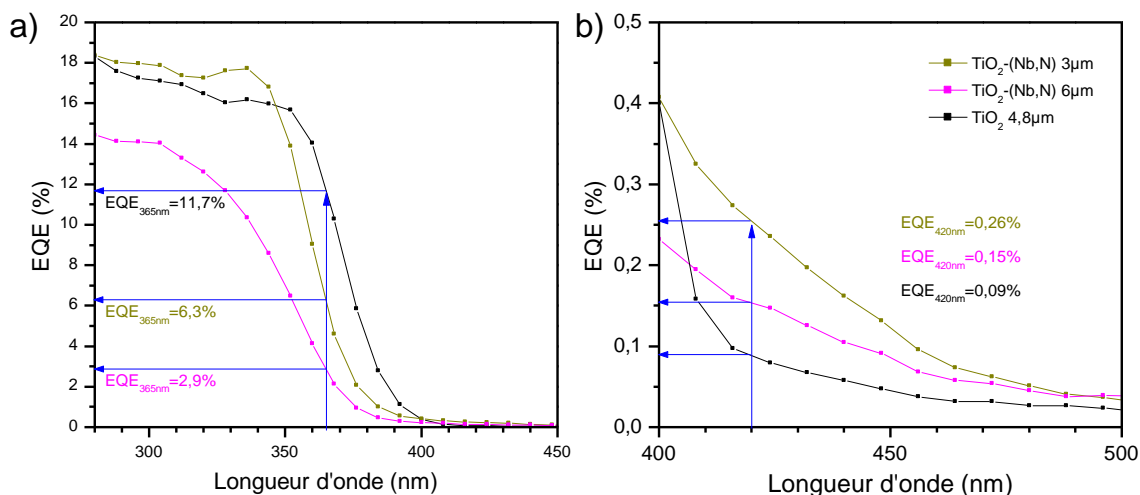 a)
20
18
16
14
12
10
8
6
4
2
0
EQE (%)
EQE365nm=11,7%
EQE365nm=6,3%
EQE365nm=2,9%
300
350
400
450
Longueur d'onde (nm)
b)
0,5
0,4
0,3
0,2
0,1
0,0
EQE (%)
TiO2-(Nb,N) 3µm
TiO2-(Nb,N) 6µm
TiO2 4,8µm
EQE420nm=0,26%
EQE420nm=0,15%
EQE420nm=0,09%
400
450
500
Longueur d'onde (nm)